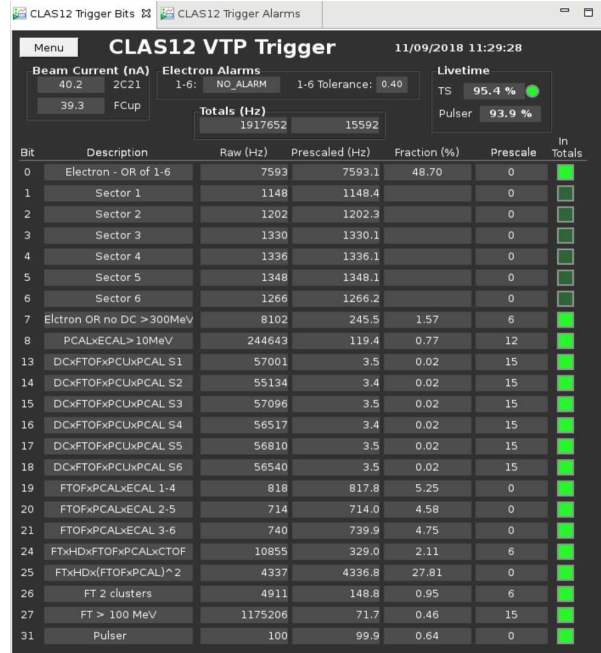 CLAS12 Trigger Bits CLAS12 Trigger Alarms
Menu CLAS12 VTP Trigger 11/09/2018 11:29:28
Beam Current (nA) Electron Alarms Livetime
40.2 2C21 1-6: NO_ALARM 1-6 Tolerance: 0.40 TS 95.4 %
39.3 FCup Totals (Hz) Pulser 93.9 %
1917652 15592
Bit Description Raw (Hz) Prescaled (Hz) Fraction (%) Prescale In Totals
0 Electron - OR of 1-6 7593 7593.1 48.70 0
1 Sector 1 1148 1148.4 0
2 Sector 2 1202 1202.3 0
3 Sector 3 1330 1330.1 0
4 Sector 4 1336 1336.1 0
5 Sector 5 1348 1348.1 0
6 Sector 6 1266 1266.2 0
7 Elctron OR no DC >300MeV 8102 245.5 1.57 6
8 PCALxECAL>10MeV 244643 119.4 0.77 12
13 DCxFTOFxPCUxPCAL S1 57001 3.5 0.02 15
14 DCxFTOFxPCUxPCAL S2 55134 3.4 0.02 15
15 DCxFTOFxPCUxPCAL S3 57096 3.5 0.02 15
16 DCxFTOFxPCUxPCAL S4 56517 3.4 0.02 15
17 DCxFTOFxPCUxPCAL S5 56810 3.5 0.02 15
18 DCxFTOFxPCUxPCAL S6 56540 3.5 0.02 15
19 FTOFxPCALxECAL 1-4 818 817.8 5.25 0
20 FTOFxPCALxECAL 2-5 714 714.0 4.58 0
21 FTOFxPCALxECAL 3-6 740 739.9 4.75 0
24 FTxHDxFTOFxPCALxCTOF 10855 329.0 2.11 6
25 FTxHDx(FTOFxPCAL)^2 4337 4336.8 27.81 0
26 FT 2 clusters 4911 148.8 0.95 6
27 FT > 100 MeV 1175206 71.7 0.46 15
31 Pulser 100 99.9 0.64 0